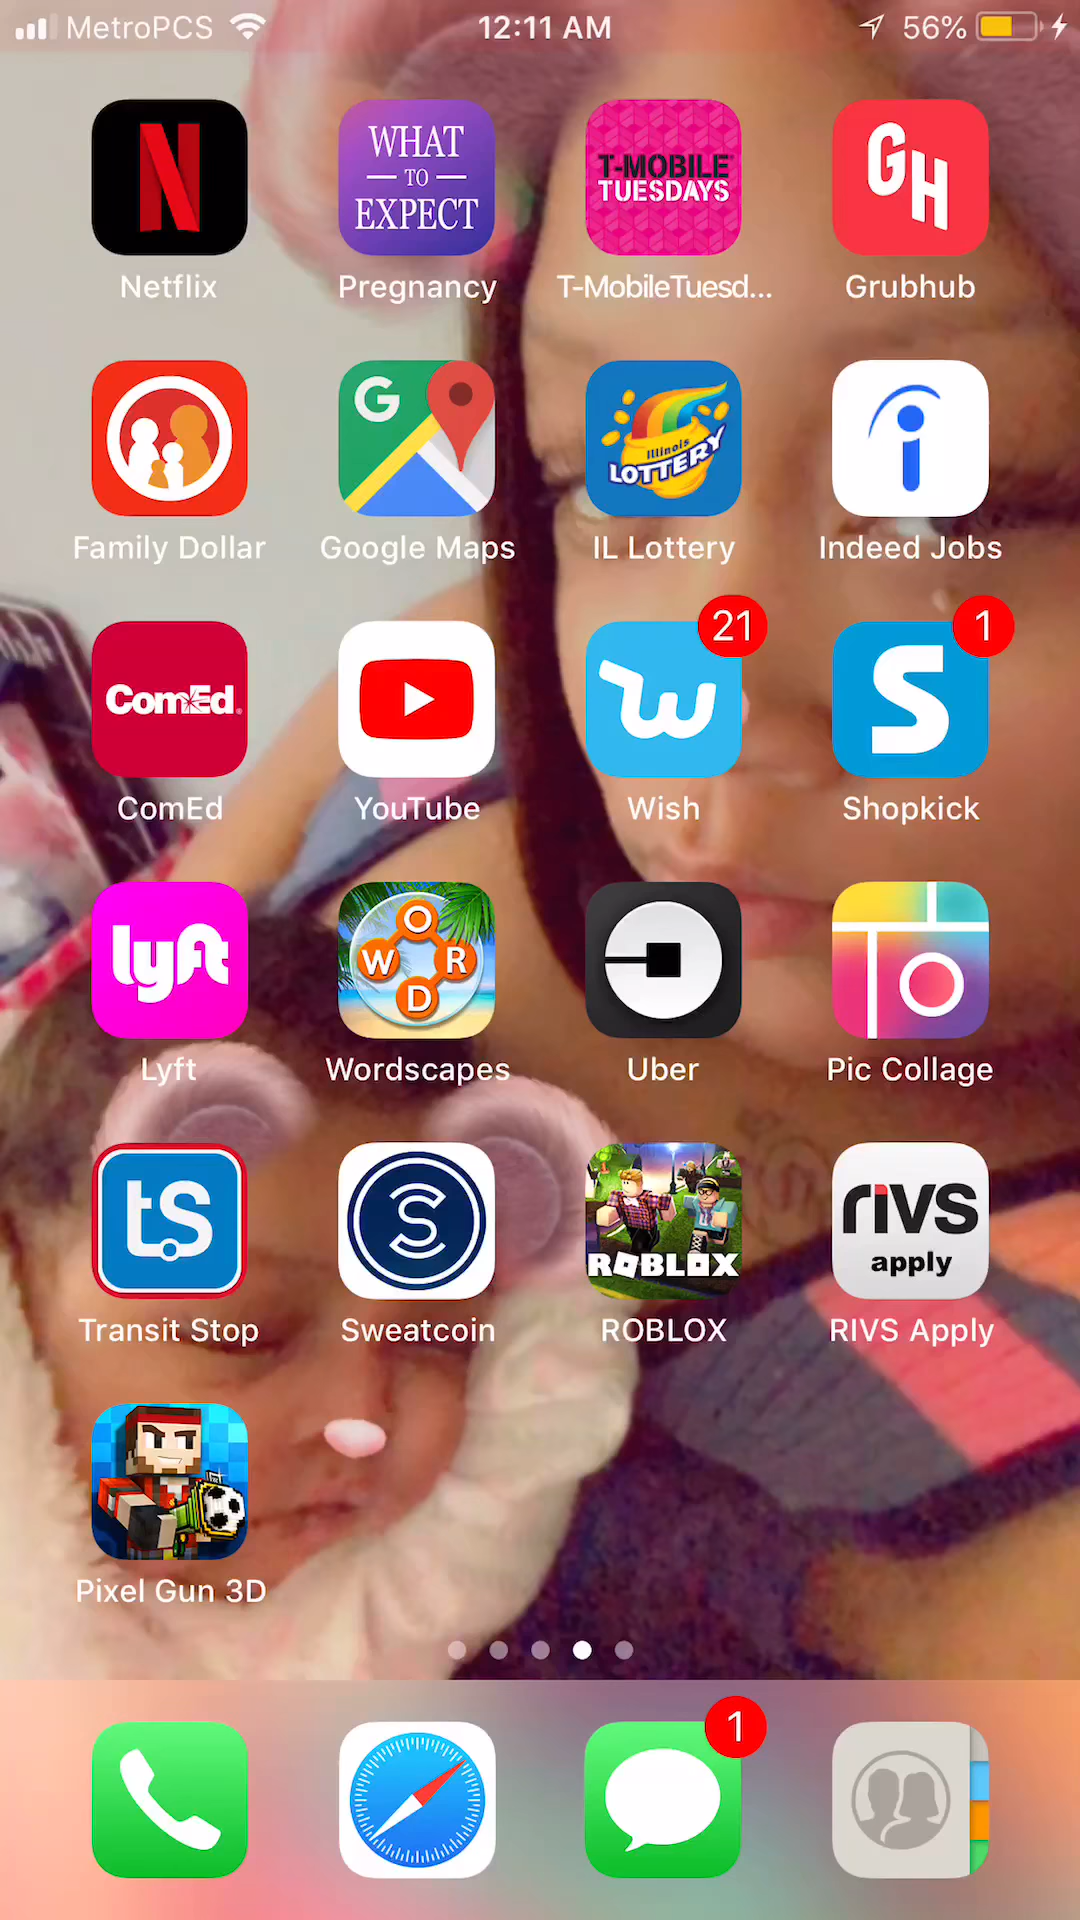 MetroPCS 12:11 AM 56%
N
WHAT
TO
EXPECT
T-MOBILE
TUESDAYS
GH
Netflix Pregnancy T-MobileTuesd... Grubhub
G
Illinois
LOTTERY
i
Family Dollar Google Maps IL Lottery Indeed Jobs
21 1
ComEd
w
S
ComEd YouTube Wish Shopkick
lyft
W O R D
Lyft Wordscapes Uber Pic Collage
tS
S
ROBLOX
rivs
apply
Transit Stop Sweatcoin ROBLOX RIVS Apply
Pixel Gun 3D
1